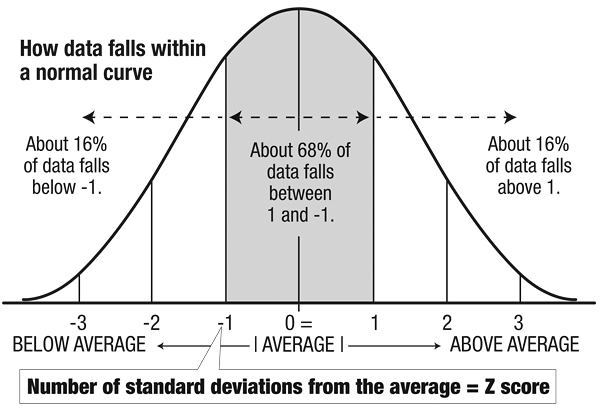 How data falls within
a normal curve
About 16%
of data falls
below -1.
About 68% of
data falls
between
1 and -1.
About 16%
of data falls
above 1.
-3 -2 -1 0 = 1 2 3
BELOW AVERAGE | AVERAGE | ABOVE AVERAGE
Number of standard deviations from the average = Z score